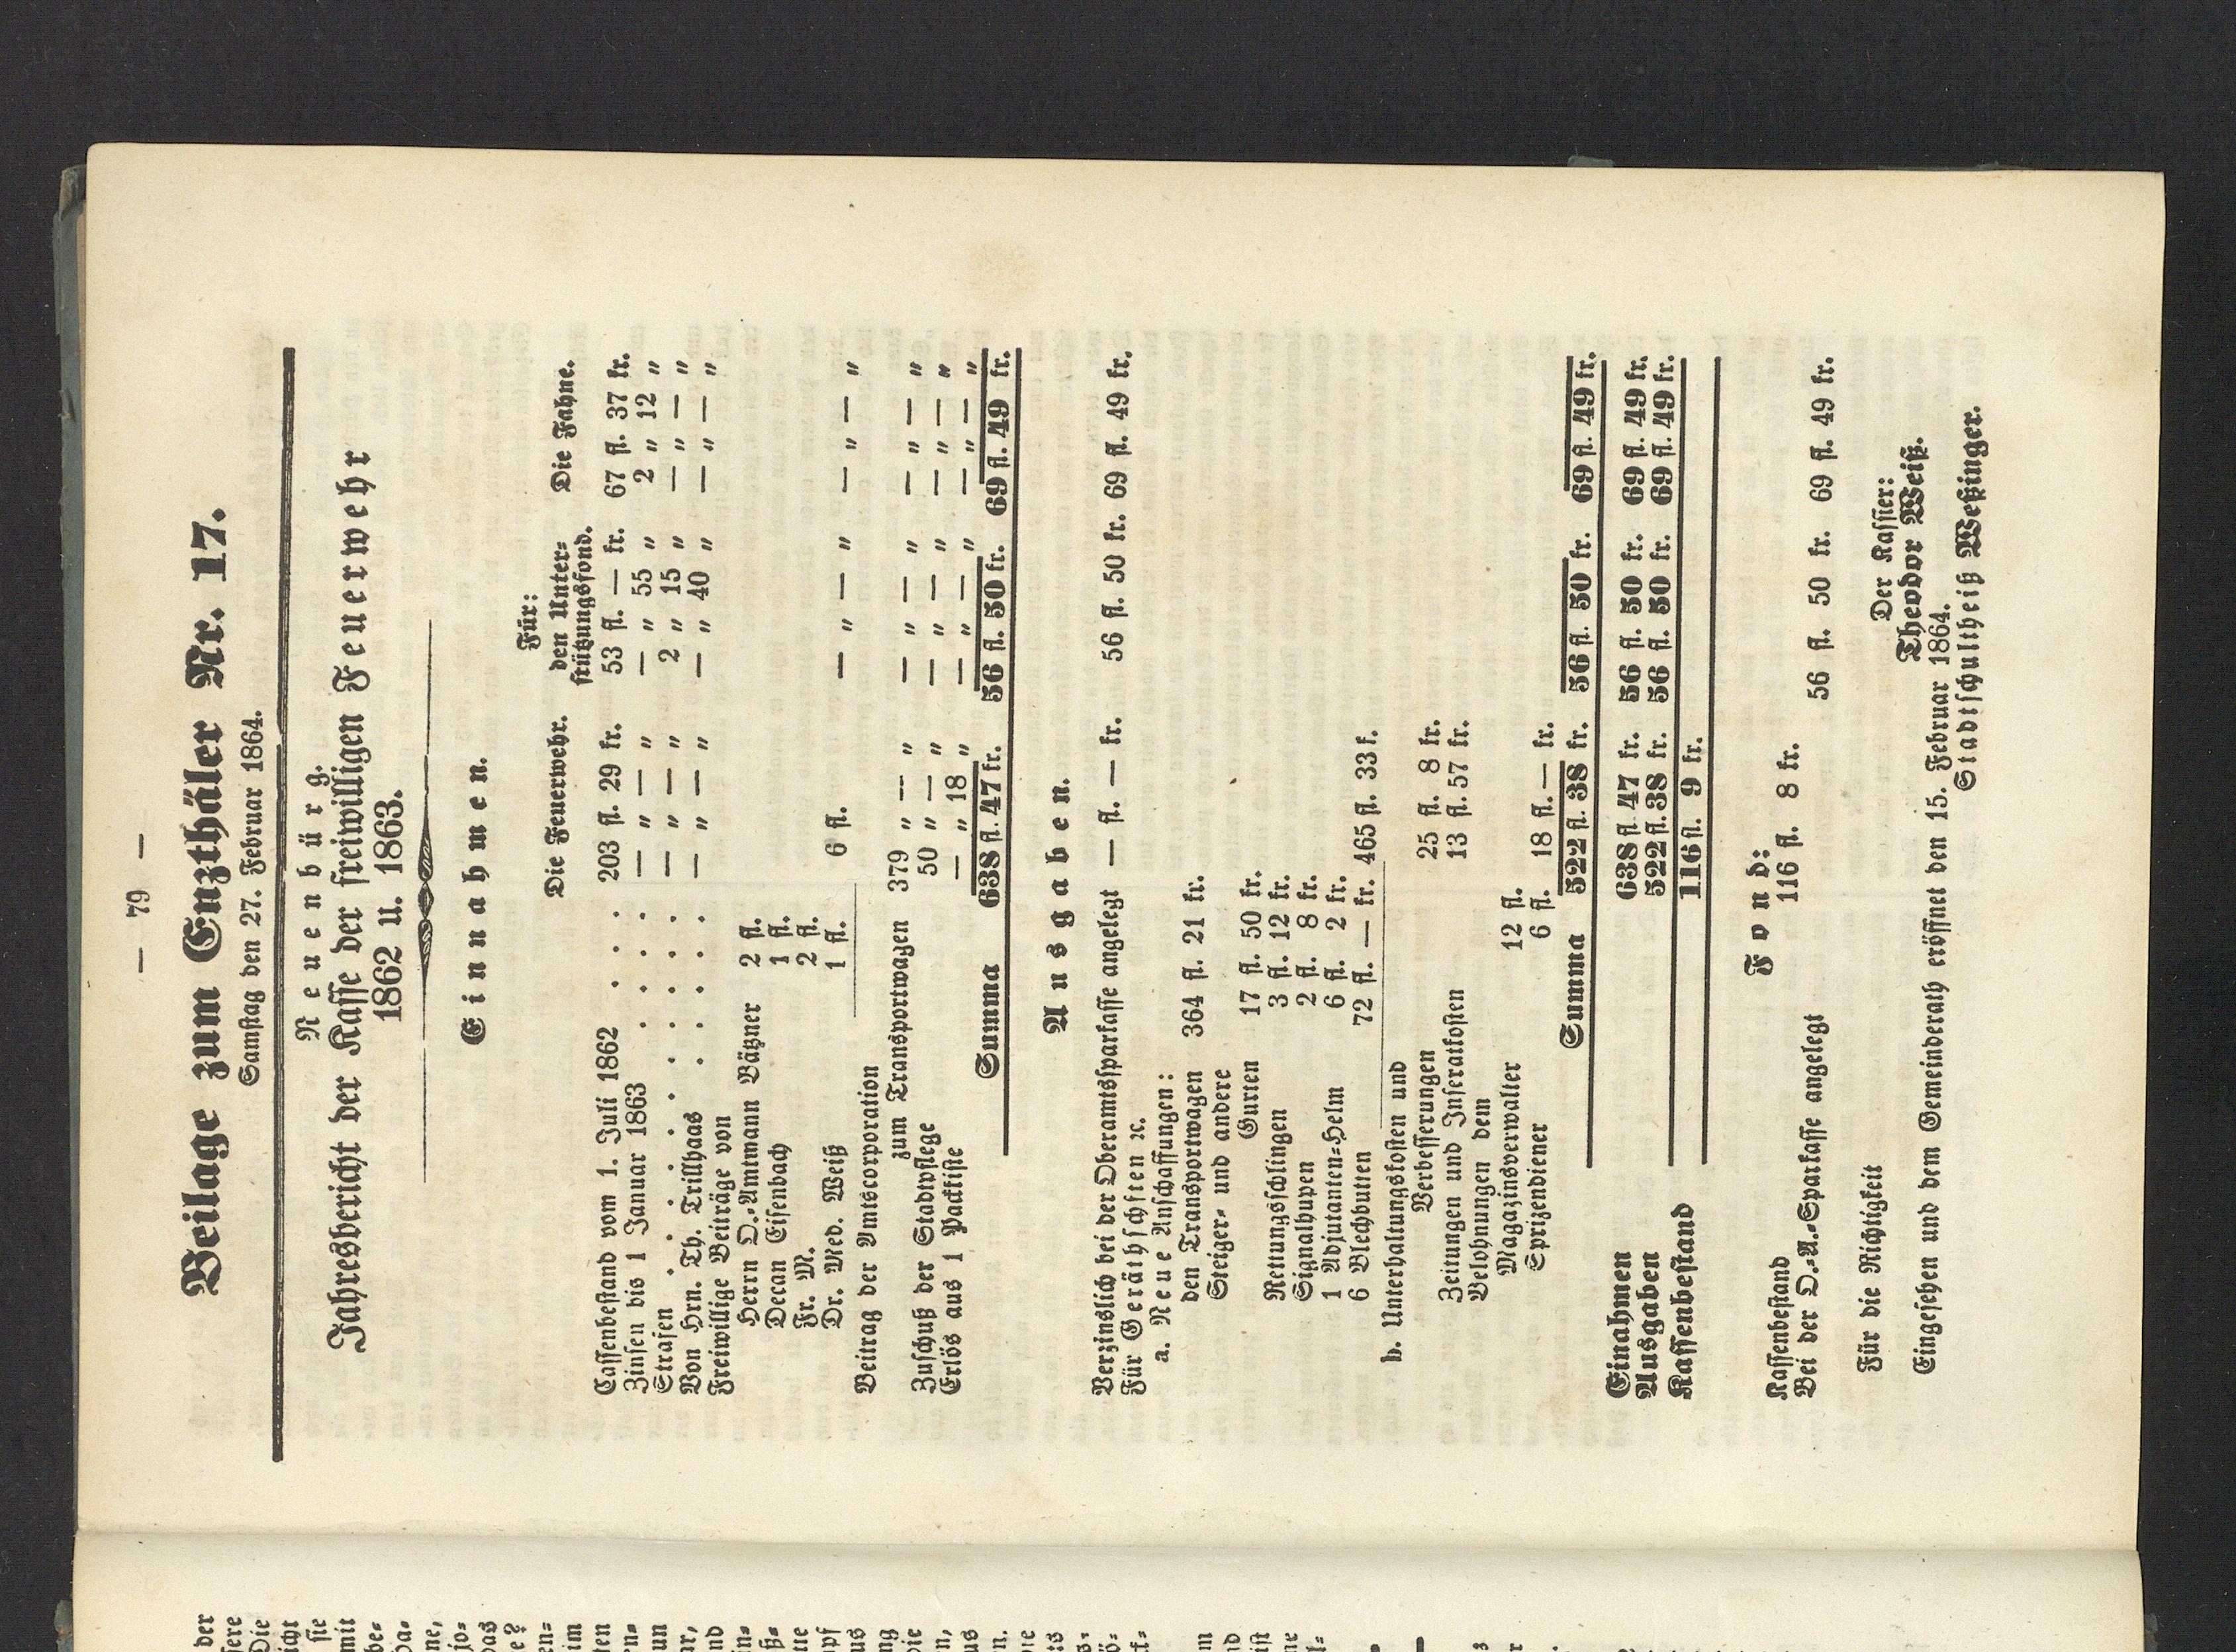 — 79 —
Beilage zum Enzthäler Nr. 17.
Samstag den 27. Februar 1864.
Neuenbürg.
Jahresbericht der Kasse der freiwilligen Feuerwehr
1862 u. 1863.
Einnahmen.
Für:
Die Feuerwehr. den Unter= Die Fahne.
stützungsfond.
Cassenbestand vom 1. Juli 1862 . . . 203 fl. 29 kr. 53 fl. — kr. 67 fl. 37 kr.
Zinsen bis 1 Januar 1863 . . . . — „ — „ — „ 55 „ 2 „ 12 „
Strafen . . . . . . . . — „ — „ 2 „ 15 „ — „ — „
Von Hrn. Th. Trillhaas . . . . . — „ — „ — „ 40 „ — „ — „
Freiwillige Beiträge von
Herrn O.=Amtmann Bätzner 2 fl.
Decan Eisenbach 1 fl.
Fr. M. 2 fl.
Dr. Med. Weiß 1 fl. 6 fl. — „ — „ — „ — „
Beitrag der Amtscorporation
zum Transportwagen 379 „ — „ — „ — „ — „ — „
Zuschuß der Stadtpflege 50 „ — „ — „ — „ — „ — „
Erlös aus 1 Packkiste — „ 18 „ — „ — „ — „ — „
Summa 638 fl. 47 kr. 56 fl. 50 kr. 69 fl. 49 kr.
Ausgaben.
Verzinslich bei der Oberamtssparkasse angelegt — fl. — kr. 56 fl. 50 kr. 69 fl. 49 kr.
Für Geräthschften ꝛc.
a. Neue Anschaffungen:
den Transportwagen 364 fl. 21 kr.
Steiger= und andere
Gurten 17 fl. 50 kr.
Rettungsschlingen 3 fl. 12 kr.
Signalhupen 2 fl. 8 kr.
1 Adjutanten=Helm 6 fl. 2 kr.
6 Blechbutten 72 fl. — kr. 465 fl. 33 k.
b. Unterhaltungskosten und
Verbesserungen 25 fl. 8 kr.
Zeitungen und Inseratkosten 13 fl. 57 kr.
Belohnungen dem
Magazinsverwalter 12 fl.
Sprizendiener 6 fl. 18 fl. — kr.
Summa 522 fl. 38 kr. 56 fl. 50 kr. 69 fl. 49 kr.
Einahmen 638 fl. 47 kr. 56 fl. 50 kr. 69 fl. 49 kr.
Ausgaben 522 fl. 38 kr. 56 fl. 50 kr. 69 fl. 49 kr.
Kassenbestand 116 fl. 9 kr.
Fond:
Kassenbestand 116 fl. 8 kr.
Bei der O.=A.=Sparkasse angelegt 56 fl. 50 kr. 69 fl. 49 kr.
Für die Richtigkeit
Der Kassier:
Theodor Weiß.
Eingesehen und dem Gemeinderath eröffnet den 15. Februar 1864.
Stadtschultheiß Weßinger.